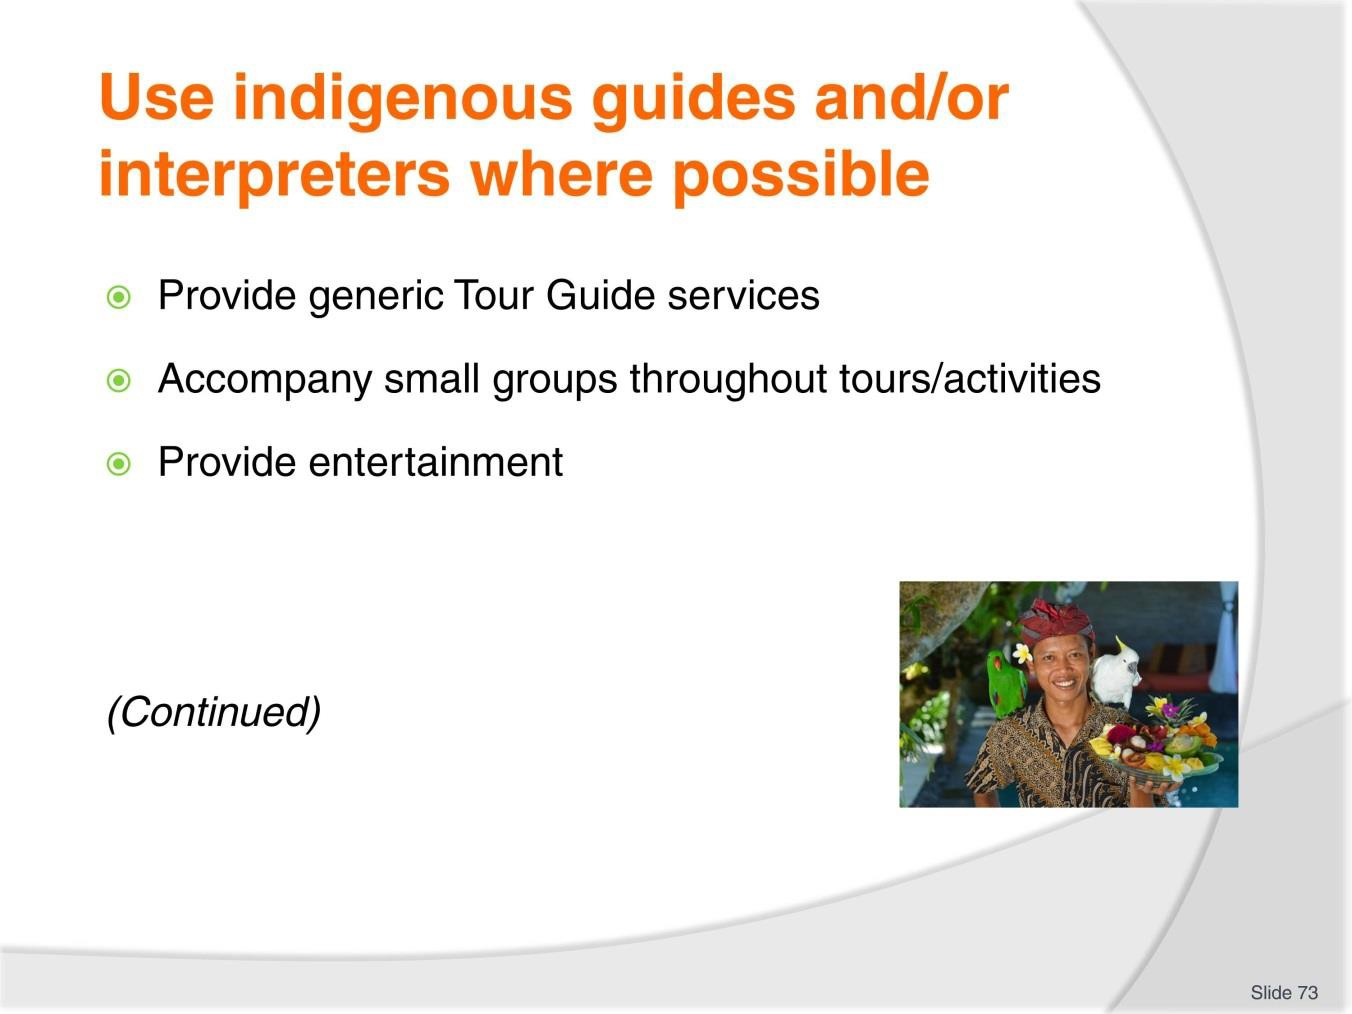 Use indigenous guides and/or
interpreters where possible
Provide generic Tour Guide services
Accompany small groups throughout tours/activities
Provide entertainment
(Continued)
Slide 73